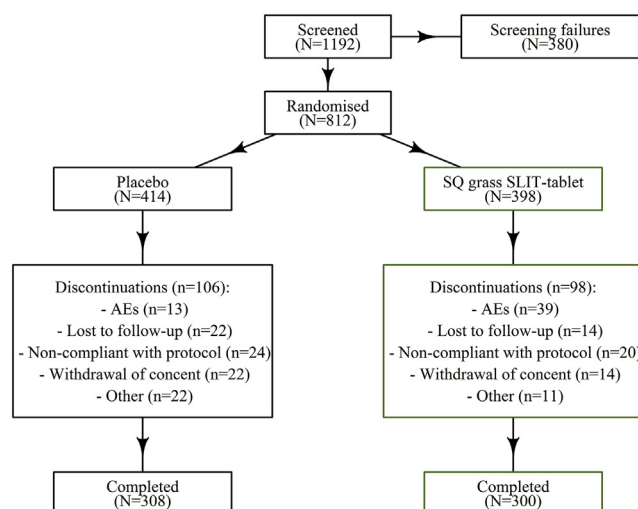 Screened
(N=1192)
Screening failures
(N=380)
Randomised
(N=812)
Placebo
(N=414)
SQ grass SLIT-tablet
(N=398)
Discontinuations (n=106):
- AEs (n=13)
- Lost to follow-up (n=22)
- Non-compliant with protocol (n=24)
- Withdrawal of concent (n=22)
- Other (n=22)
Discontinuations (n=98):
- AEs (n=39)
- Lost to follow-up (n=14)
- Non-compliant with protocol (n=20)
- Withdrawal of concent (n=14)
- Other (n=11)
Completed
(N=308)
Completed
(N=300)